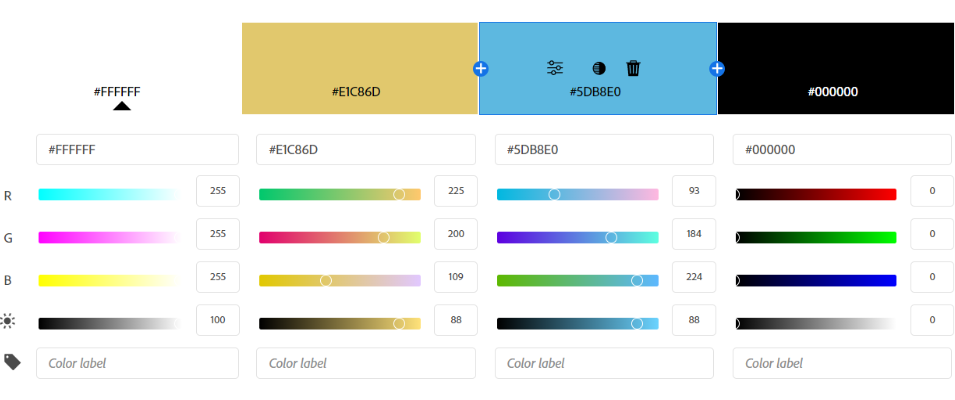 #FFFFFF #E1C86D #5DB8E0 #000000
#FFFFFF #E1C86D #5DB8E0 #000000
R 255 225 93 0
G 255 200 184 0
B 255 109 224 0
100 88 88 0
Color label Color label Color label Color label